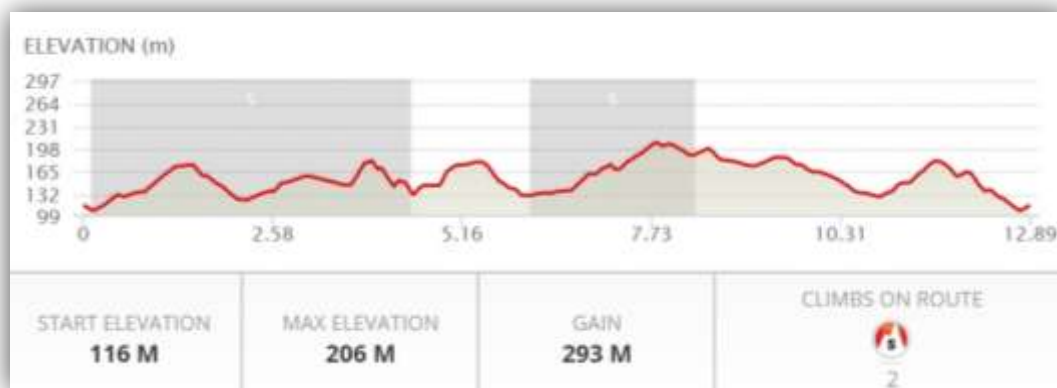 ELEVATION (m)
297
264
231
198
165
132
99
0 2.58 5.16 7.73 10.31 12.89
START ELEVATION
116 M
MAX ELEVATION
206 M
GAIN
293 M
CLIMBS ON ROUTE
S
2